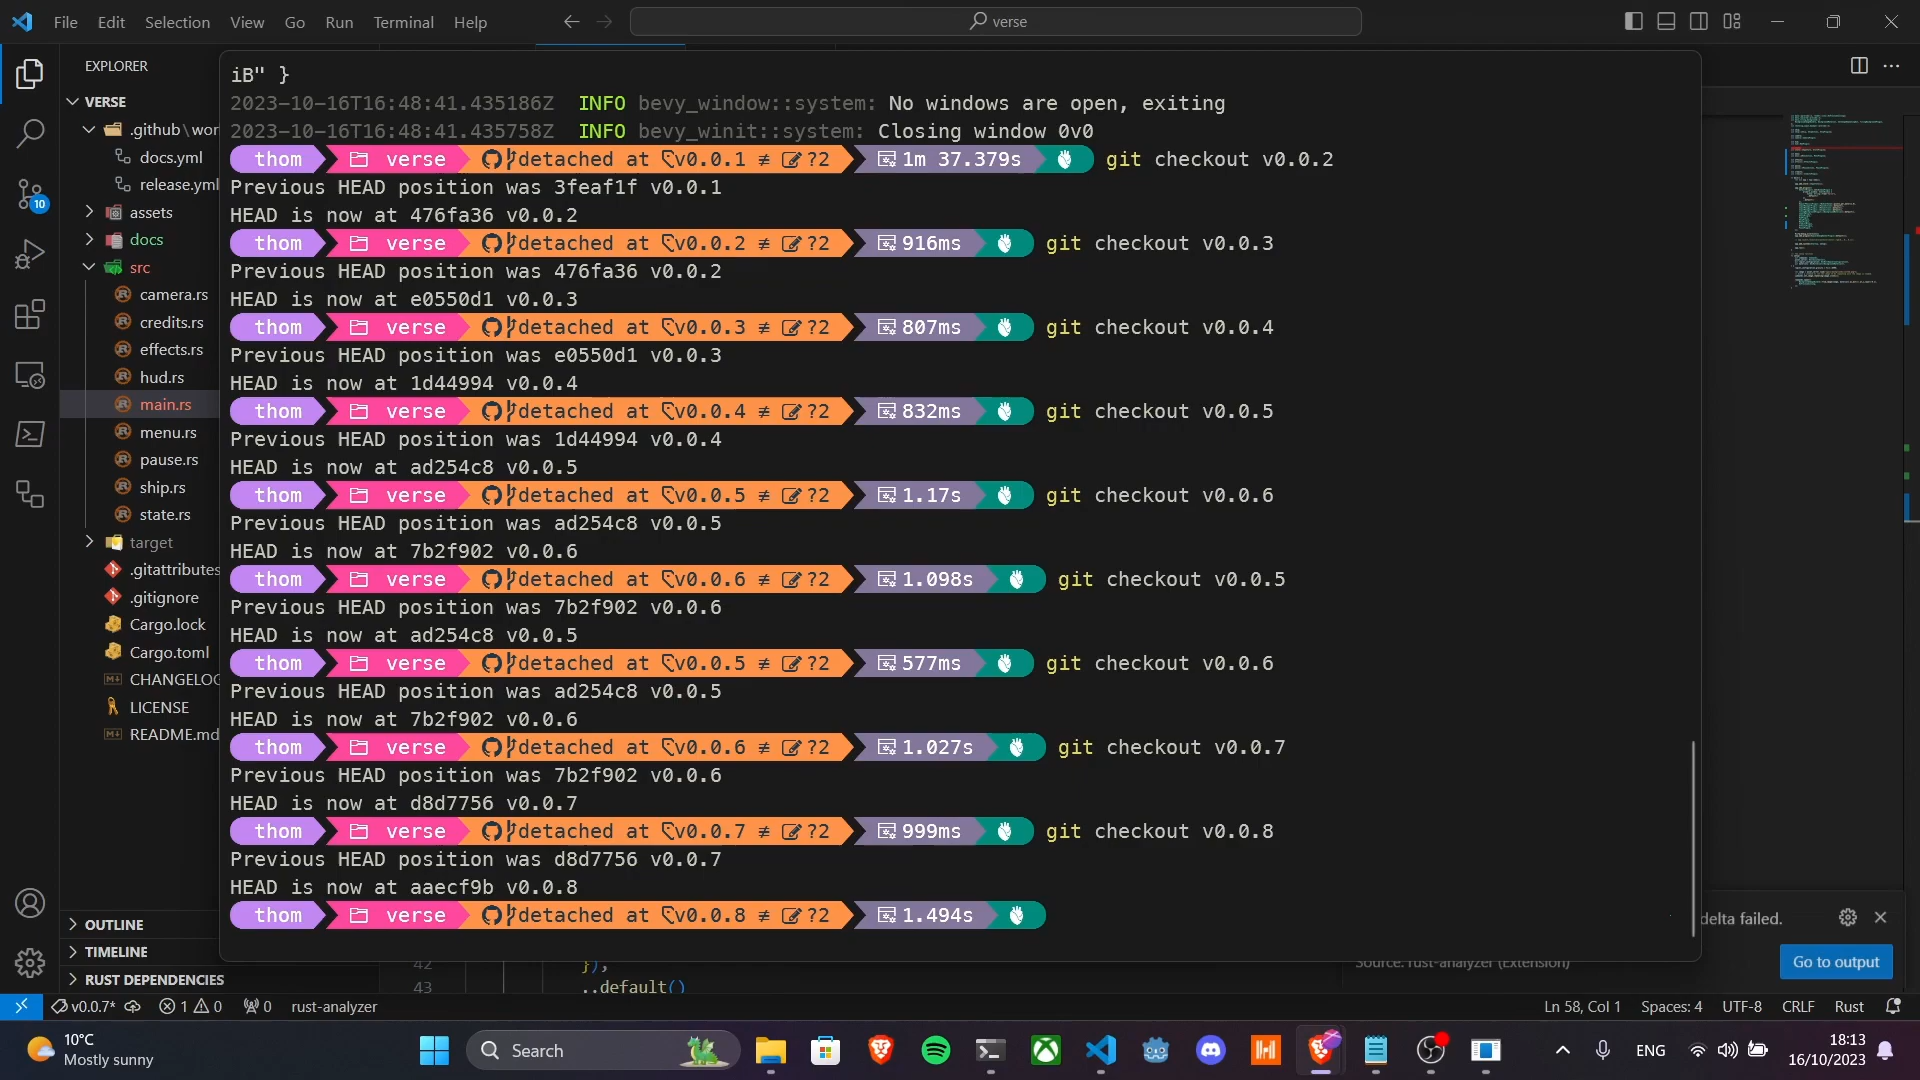 File Edit Selection View Go Run Terminal Help
verse
EXPLORER
VERSE
.github\wor
docs.yml
release.yml
assets
docs
src
camera.rs
credits.rs
effects.rs
hud.rs
main.rs
menu.rs
pause.rs
ship.rs
state.rs
target
.gitattributes
.gitignore
Cargo.lock
Cargo.toml
CHANGELOG
LICENSE
README.md
OUTLINE
TIMELINE
RUST DEPENDENCIES
iB" }
2023-10-16T16:48:41.435186Z INFO bevy_window::system: No windows are open, exiting
2023-10-16T16:48:41.435758Z INFO bevy_winit::system: Closing window 0v0
thom verse detached at v0.0.1 ≢ ?2 1m 37.379s git checkout v0.0.2
Previous HEAD position was 3feaf1f v0.0.1
HEAD is now at 476fa36 v0.0.2
thom verse detached at v0.0.2 ≢ ?2 916ms git checkout v0.0.3
Previous HEAD position was 476fa36 v0.0.2
HEAD is now at e0550d1 v0.0.3
thom verse detached at v0.0.3 ≢ ?2 807ms git checkout v0.0.4
Previous HEAD position was e0550d1 v0.0.3
HEAD is now at 1d44994 v0.0.4
thom verse detached at v0.0.4 ≢ ?2 832ms git checkout v0.0.5
Previous HEAD position was 1d44994 v0.0.4
HEAD is now at ad254c8 v0.0.5
thom verse detached at v0.0.5 ≢ ?2 1.17s git checkout v0.0.6
Previous HEAD position was ad254c8 v0.0.5
HEAD is now at 7b2f902 v0.0.6
thom verse detached at v0.0.6 ≢ ?2 1.098s git checkout v0.0.5
Previous HEAD position was 7b2f902 v0.0.6
HEAD is now at ad254c8 v0.0.5
thom verse detached at v0.0.5 ≢ ?2 577ms git checkout v0.0.6
Previous HEAD position was ad254c8 v0.0.5
HEAD is now at 7b2f902 v0.0.6
thom verse detached at v0.0.6 ≢ ?2 1.027s git checkout v0.0.7
Previous HEAD position was 7b2f902 v0.0.6
HEAD is now at d8d7756 v0.0.7
thom verse detached at v0.0.7 ≢ ?2 999ms git checkout v0.0.8
Previous HEAD position was d8d7756 v0.0.7
HEAD is now at aaecf9b v0.0.8
thom verse detached at v0.0.8 ≢ ?2 1.494s
delta failed.
Source: rust-analyzer (Extension)
Go to output
42 }),
43 ..default()
10
v0.0.7* 1 0 0 rust-analyzer Ln 58, Col 1 Spaces: 4 UTF-8 CRLF Rust
10°C
Mostly sunny
Search
ENG
18:13
16/10/2023